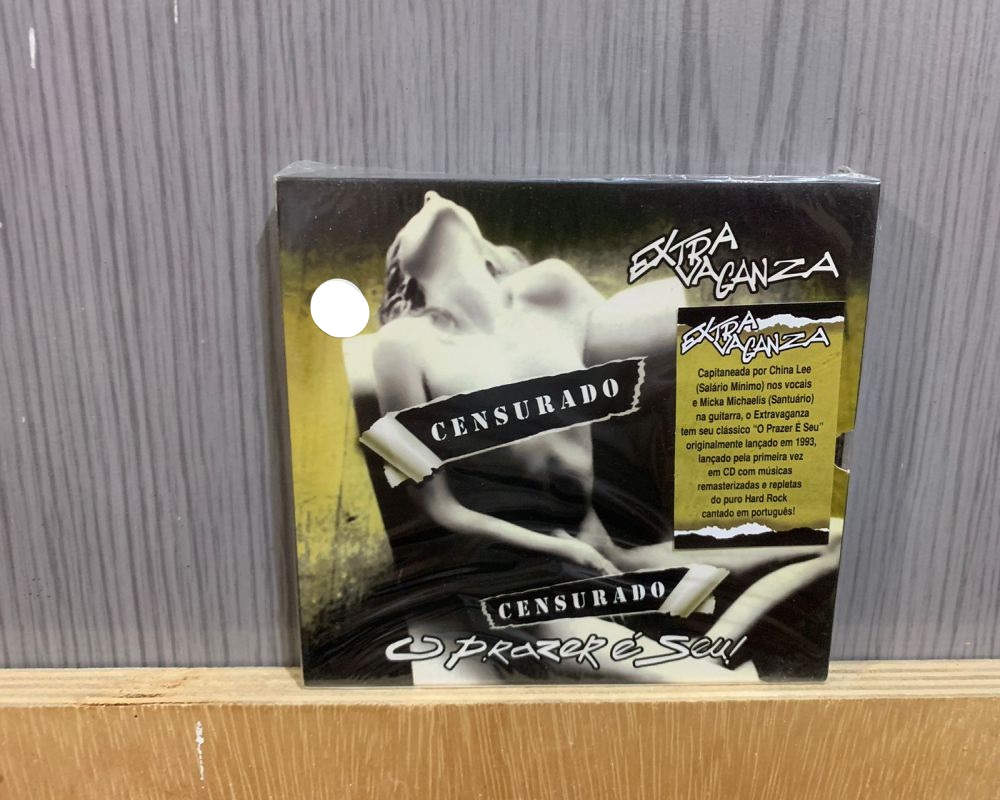 EXTRA
VAGANZA
EXTRA
VAGANZA
Capitaneada por China Lee
(Salário Mínimo) nos vocais
e Micka Michaelis (Santuário)
na guitarra, o Extravaganza
tem seu clássico "O Prazer É Seu"
originalmente lançado em 1993,
lançado pela primeira vez
em CD com músicas
remasterizadas e repletas
do puro Hard Rock
cantado em português!
CENSURADO
CENSURADO
O PRAZER É SEU!